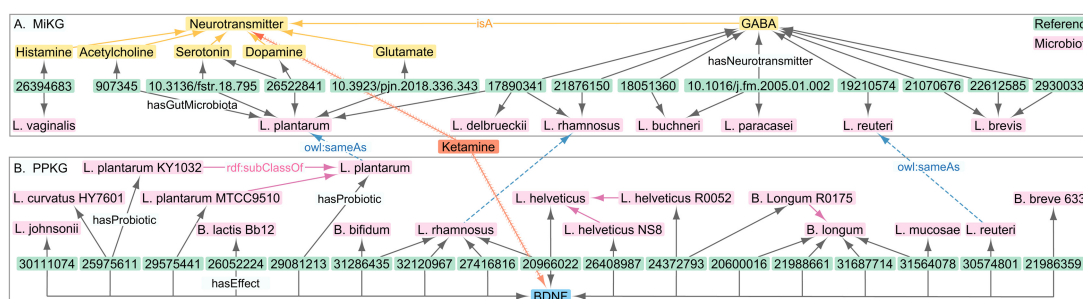 A. MiKG
Neurotransmitter
isA
GABA
Histamine
Acetylcholine
Serotonin
Dopamine
Glutamate
hasNeurotransmitter
26394683
907345
10.3136/fstr.18.795
26522841
10.3923/pjn.2018.336.343
17890341
21876150
18051360
10.1016/j.fm.2005.01.002
19210574
21070676
22612585
hasGutMicrobiota
L. vaginalis
L. plantarum
L. delbrueckii
L. rhamnosus
L. buchneri
L. paracasei
L. reuteri
L. brevis
owl:sameAs
Ketamine
owl:sameAs
B. PPKG
L. plantarum KY1032
rdf:subClassOf
L. plantarum
L. curvatus HY7601
L. plantarum MTCC9510
hasProbiotic
L. helveticus
L. helveticus R0052
B. Longum R0175
hasProbiotic
L. johnsonii
B. lactis Bb12
B. bifidum
L. rhamnosus
L. helveticus NS8
B. longum
L. mucosae
L. reuteri
30111074
25975611
29575441
26052224
29081213
31286435
32120967
27416816
20966022
26408987
24372793
20600016
21988661
31687714
31564078
30574801
21986359
hasEffect
BDNF